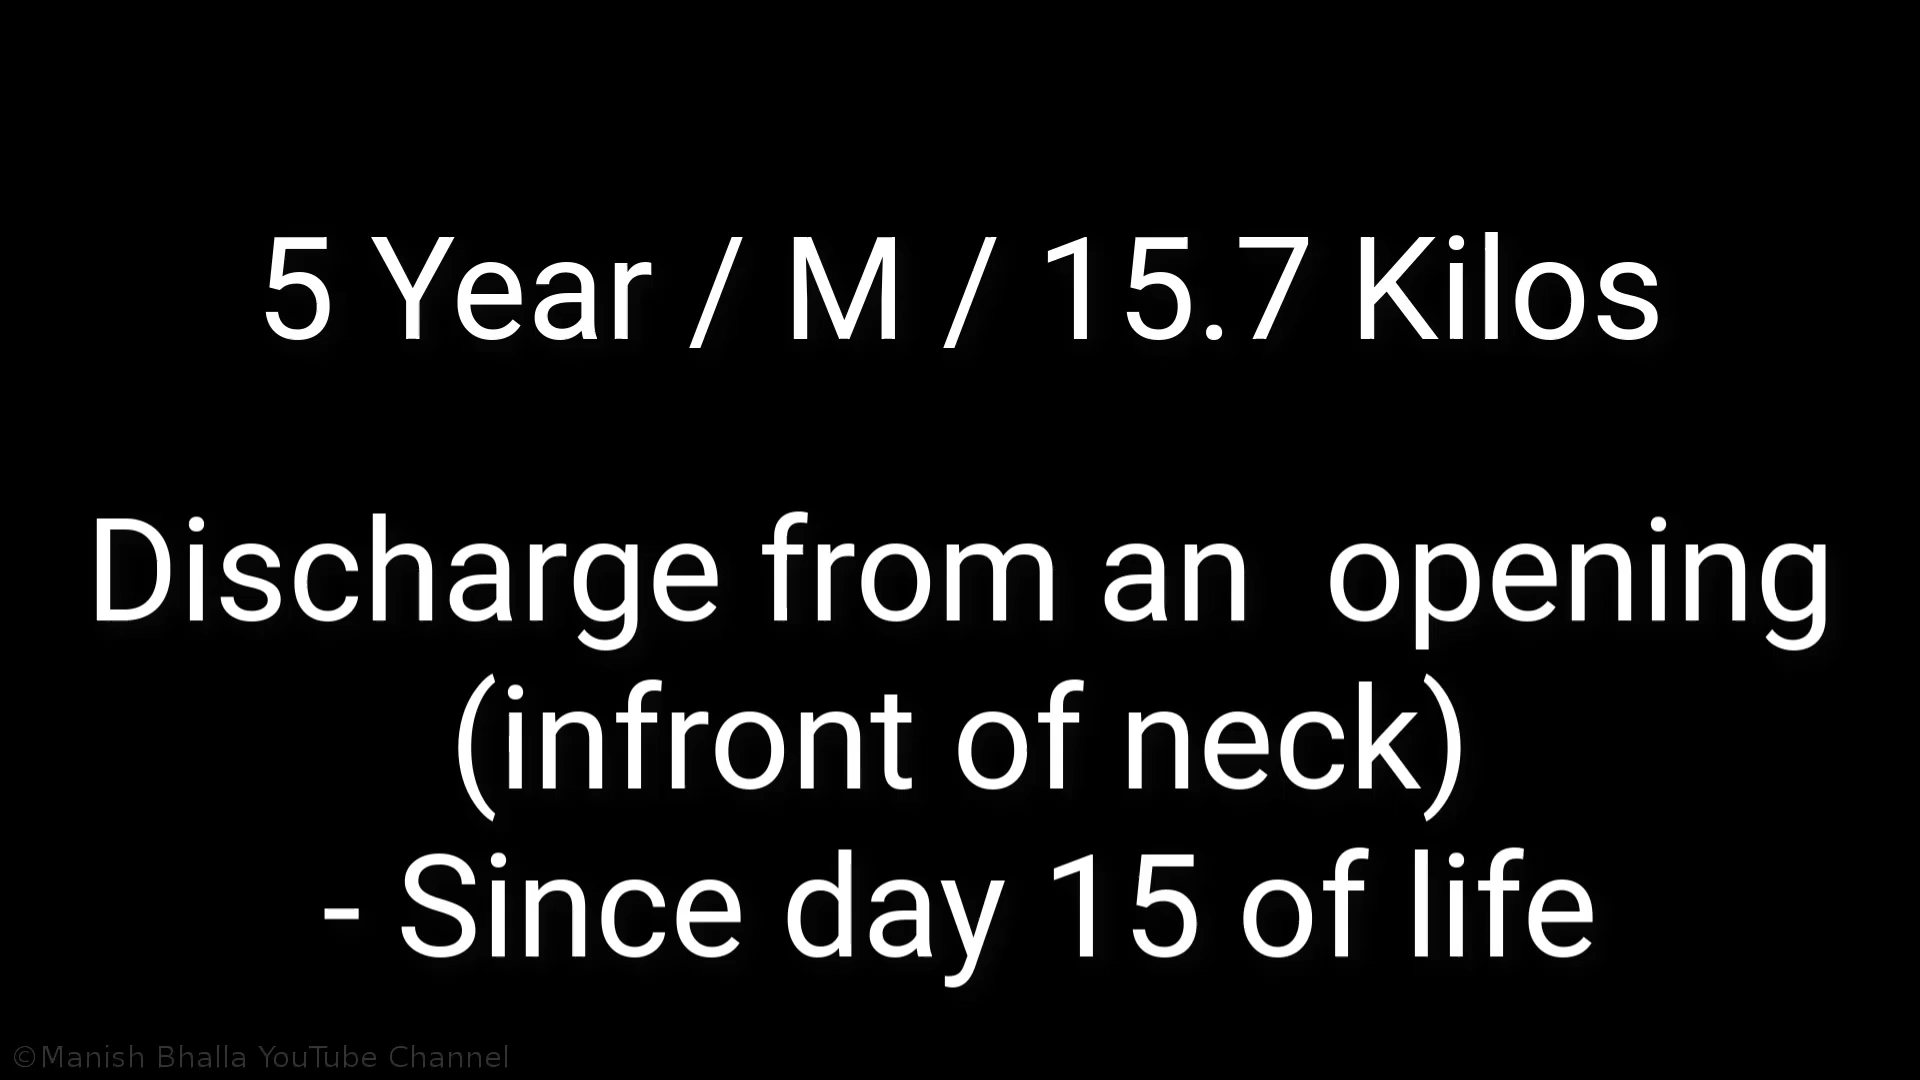 5 Year / M / 15.7 Kilos
Discharge from an  opening
(infront of neck)
- Since day 15 of life
©Manish Bhalla YouTube Channel